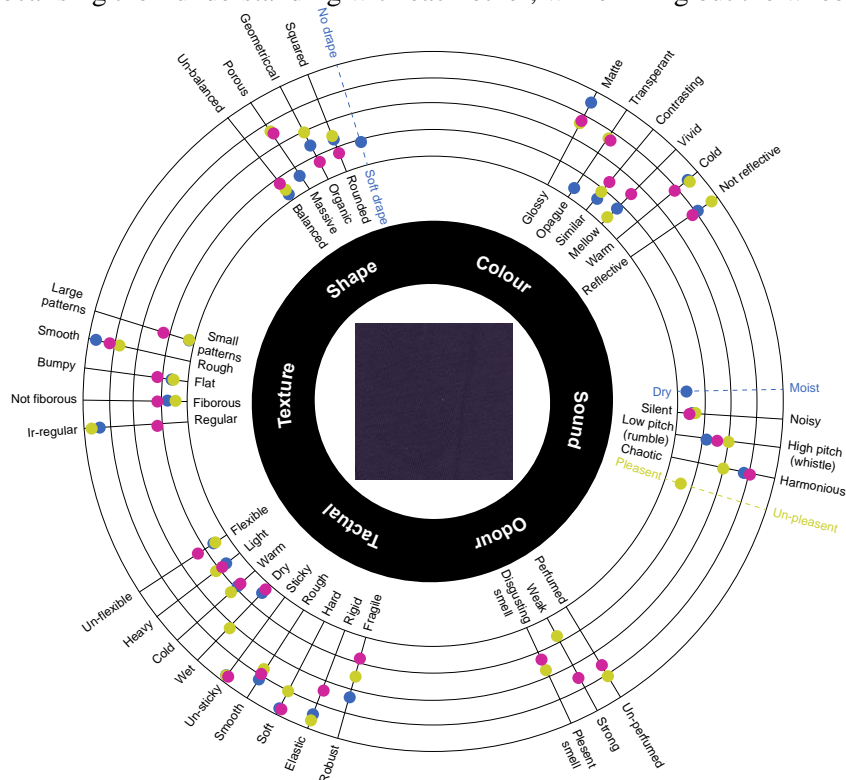 No drape
Squared
Geometriccal
Porous
Un-balanced
Matte
Transperant
Contrasting
Vivid
Cold
Not reflective
Soft drape
Rounded
Organic
Massive
Balanced
Glossy
Opague
Similar
Mellow
Warm
Reflective
Shape
Colour
Texture
Sound
Tactual
Odour
Large
patterns
Smooth
Bumpy
Not fiborous
Ir-regular
Small
patterns
Rough
Flat
Fiborous
Regular
Dry
Silent
Low pitch
(rumble)
Chaotic
Pleasent
Moist
Noisy
High pitch
(whistle)
Harmonious
Un-pleasent
Flexible
Light
Warm
Dry
Sticky
Rough
Hard
Rigid
Fragile
Un-flexible
Heavy
Cold
Wet
Un-sticky
Smooth
Soft
Elastic
Robust
Perfumed
Weak
Disgusting
smell
Un-perfumed
Strong
Plesent
smell